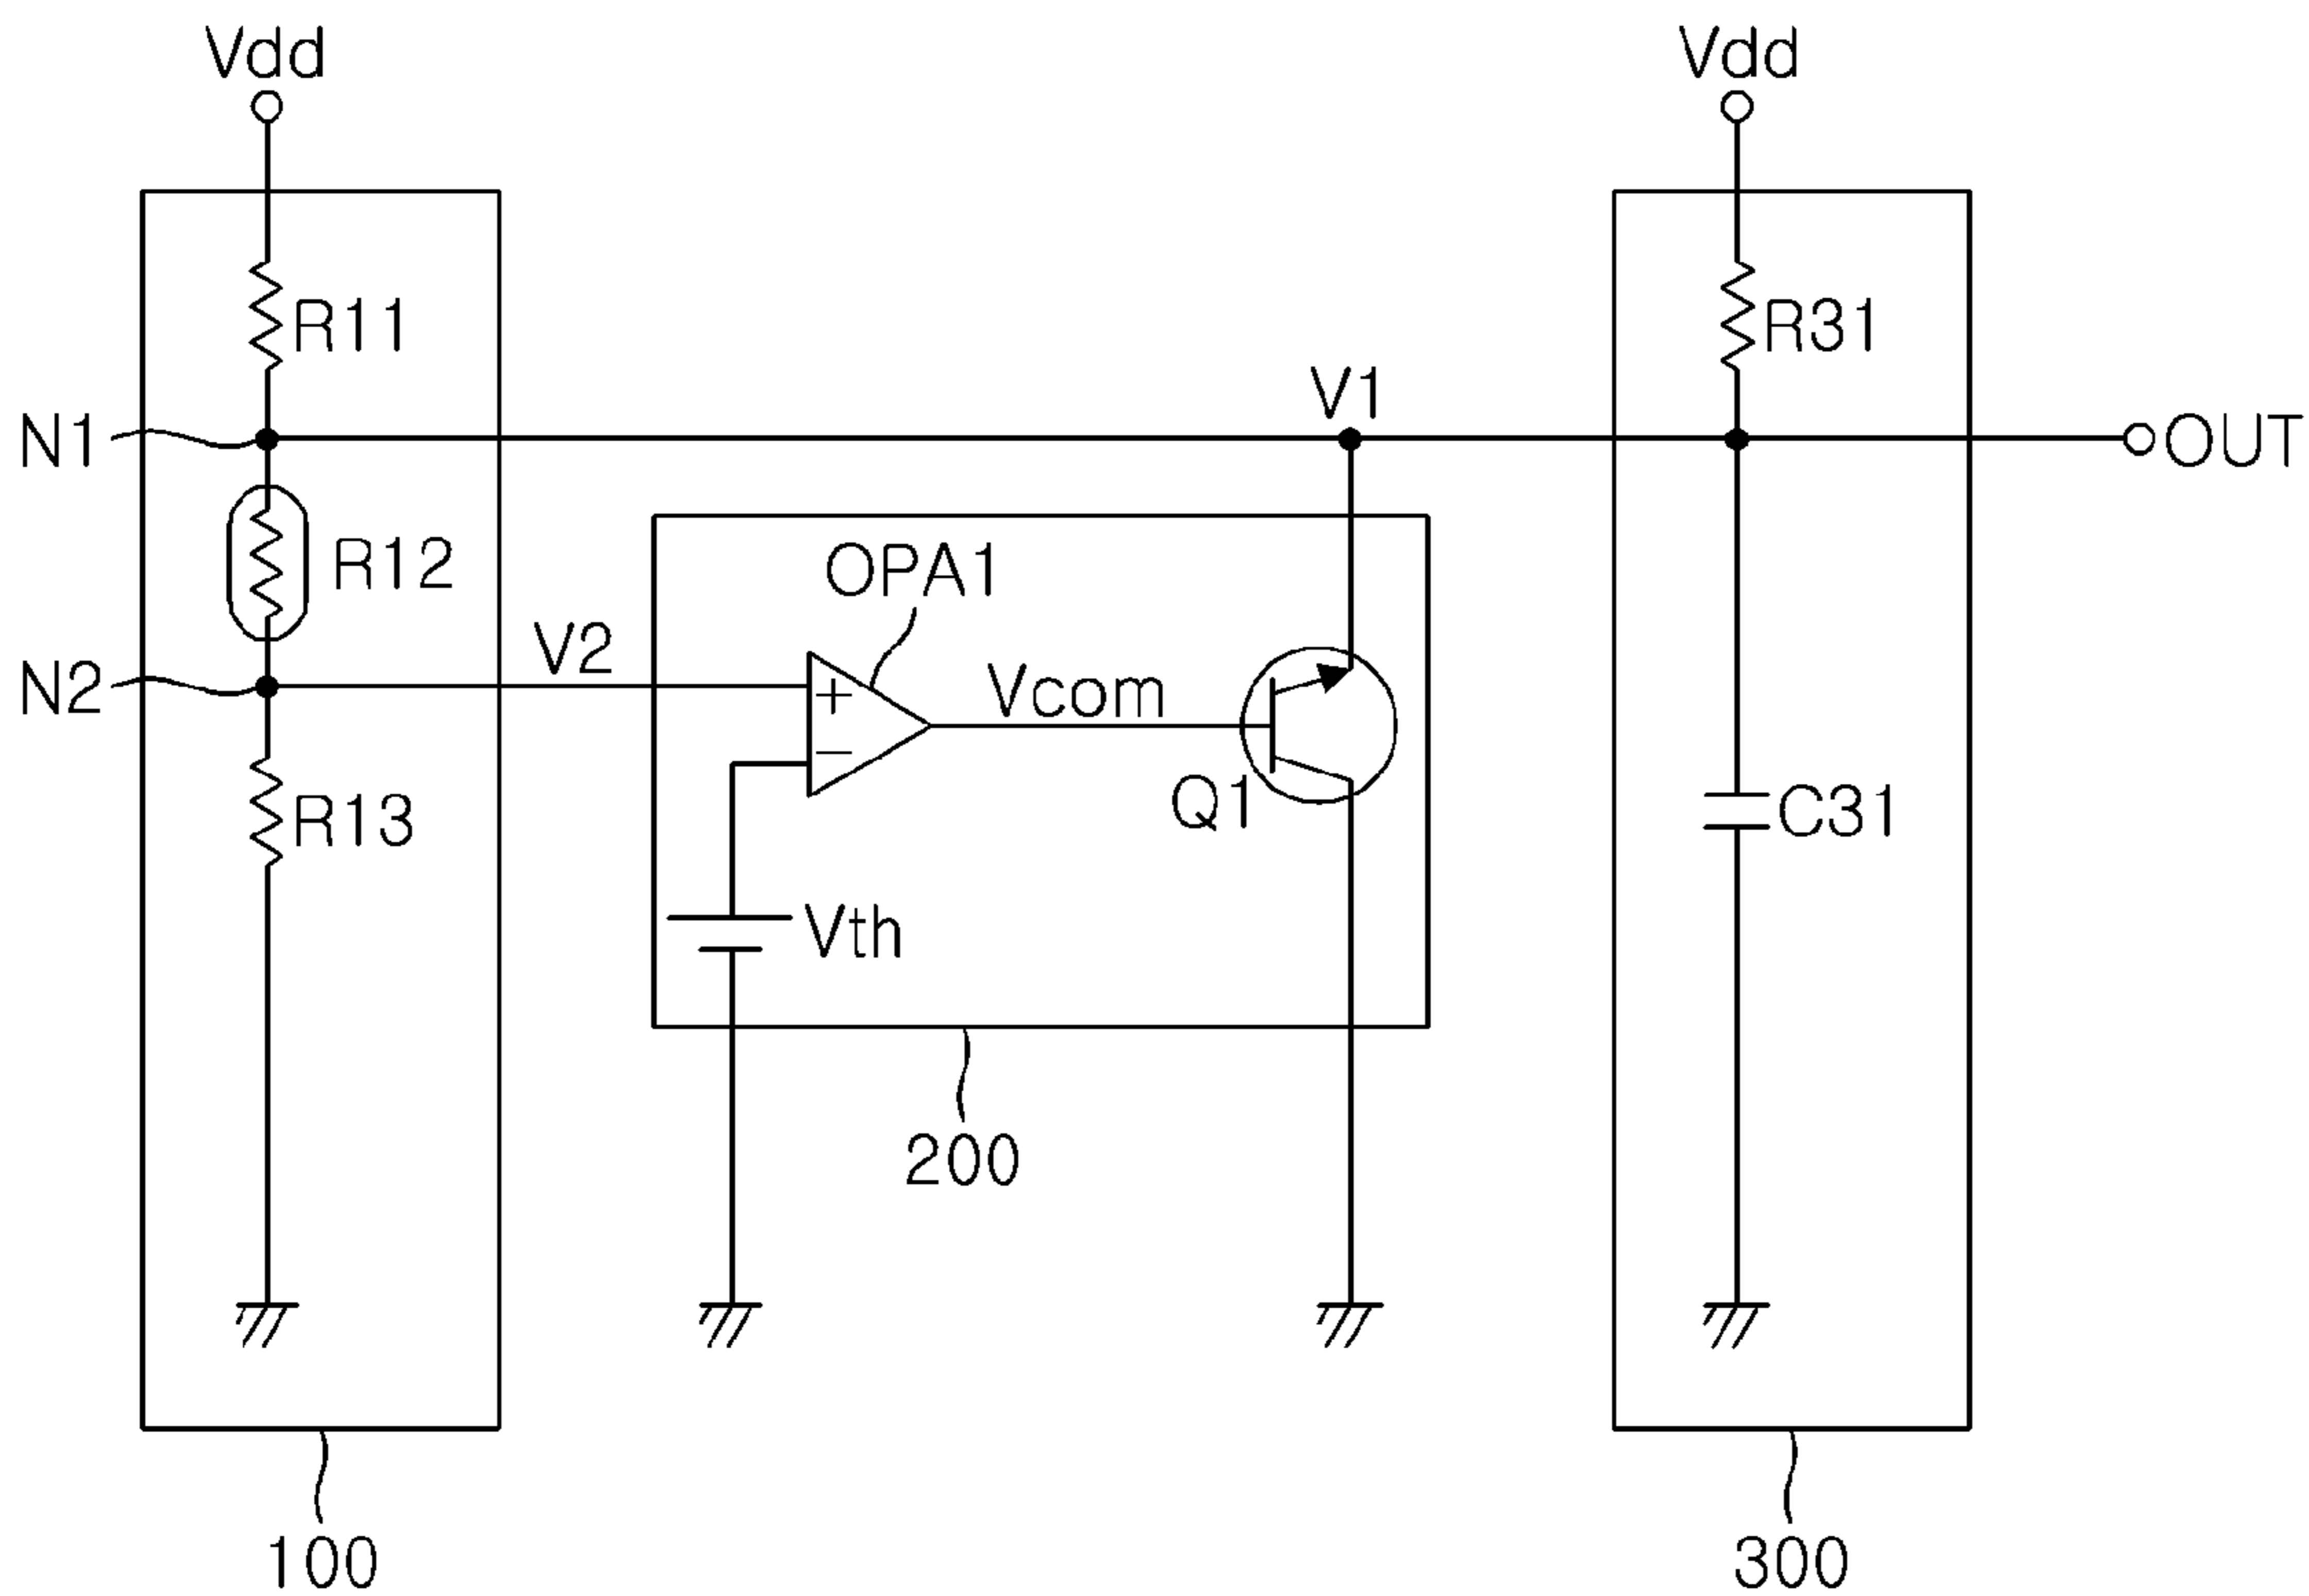 Vdd
Vdd
R11
R31
V1
N1
OUT
R12
OPA1
V2
Vcom
N2
+
−
Q1
R13
C31
Vth
200
100
300